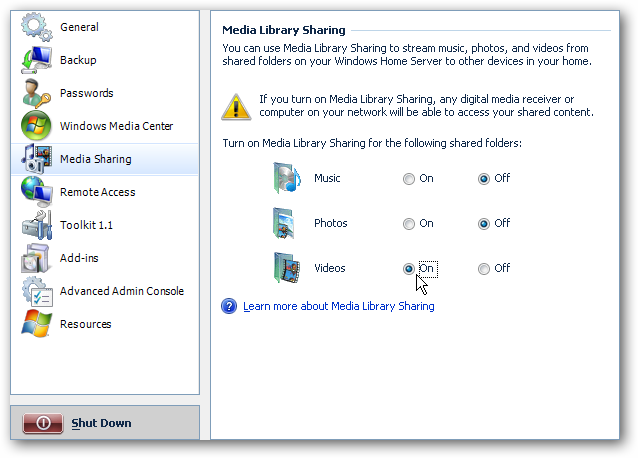 General
Backup
Passwords
Windows Media Center
Media Sharing
Remote Access
Toolkit 1.1
Add-ins
Advanced Admin Console
Resources
Shut Down
Media Library Sharing
You can use Media Library Sharing to stream music, photos, and videos from
shared folders on your Windows Home Server to other devices in your home.
If you turn on Media Library Sharing, any digital media receiver or
computer on your network will be able to access your shared content.
Turn on Media Library Sharing for the following shared folders:
Music On Off
Photos On Off
Videos On Off
Learn more about Media Library Sharing